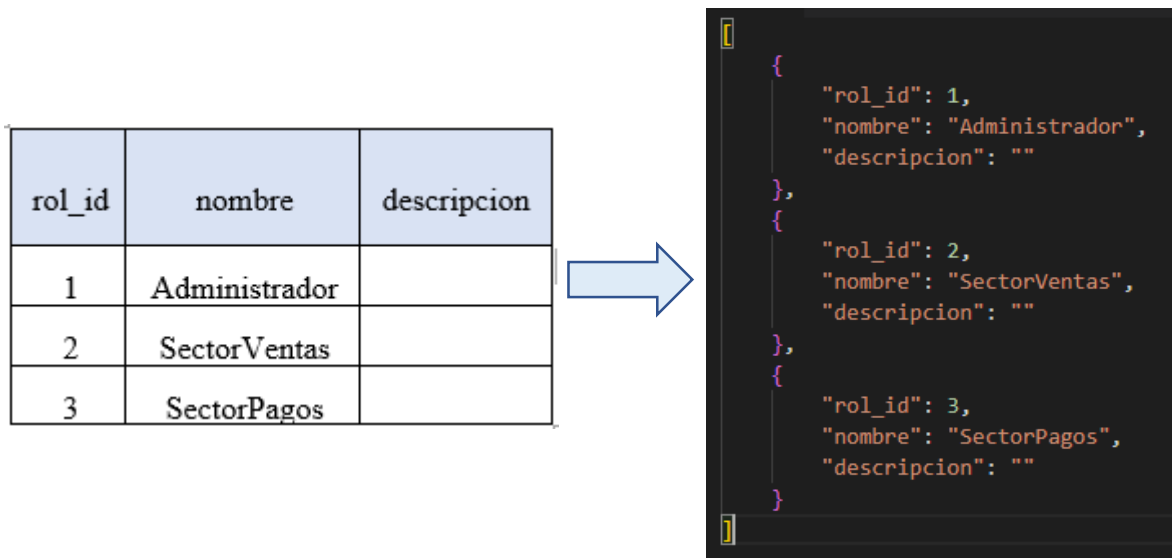 rol_id nombre descripcion
1 Administrador
2 SectorVentas
3 SectorPagos
[
{
"rol_id": 1,
"nombre": "Administrador",
"descripcion": ""
},
{
"rol_id": 2,
"nombre": "SectorVentas",
"descripcion": ""
},
{
"rol_id": 3,
"nombre": "SectorPagos",
"descripcion": ""
}
]